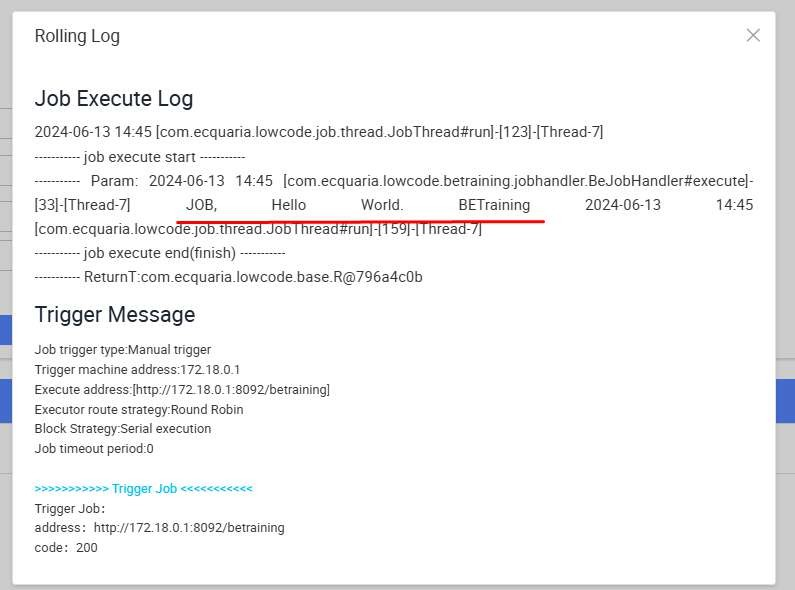 Rolling Log
Job Execute Log
2024-06-13 14:45 [com.ecquaria.lowcode.job.thread.JobThread#run]-[123]-[Thread-7]
----------- job execute start -----------
----------- Param: 2024-06-13 14:45 [com.ecquaria.lowcode.betraining.jobhandler.BeJobHandler#execute]-
[33]-[Thread-7] JOB, Hello World. BETraining 2024-06-13 14:45
[com.ecquaria.lowcode.job.thread.JobThread#run]-[159]-[Thread-7]
----------- job execute end(finish) -----------
----------- ReturnT:com.ecquaria.lowcode.base.R@796a4c0b
Trigger Message
Job trigger type:Manual trigger
Trigger machine address:172.18.0.1
Execute address:[http://172.18.0.1:8092/betraining]
Executor route strategy:Round Robin
Block Strategy:Serial execution
Job timeout period:0
>>>>>>>>>>> Trigger Job <<<<<<<<<<<
Trigger Job：
address：http://172.18.0.1:8092/betraining
code：200